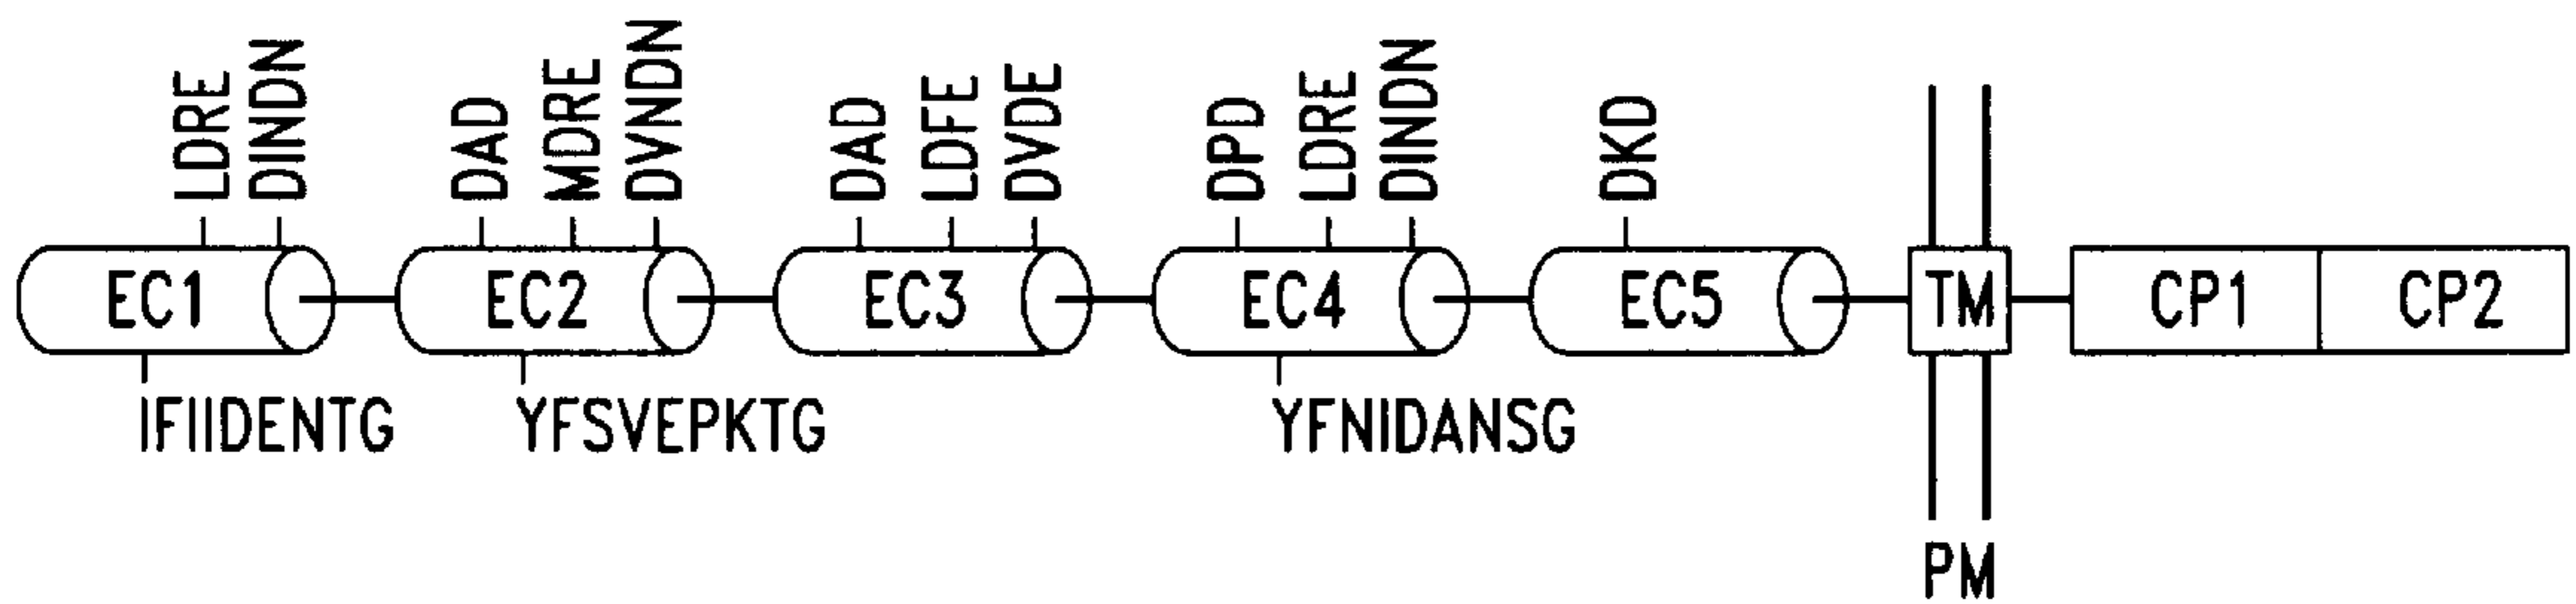 LDRE
DINDN
DAD
MDRE
DVNDN
DAD
LDFE
DVDE
DPD
LDRE
DINDN
DKD
EC1
EC2
EC3
EC4
EC5
TM
CP1
CP2
IFIIDENTG
YFSVEPKTG
YFNIDANSG
PM